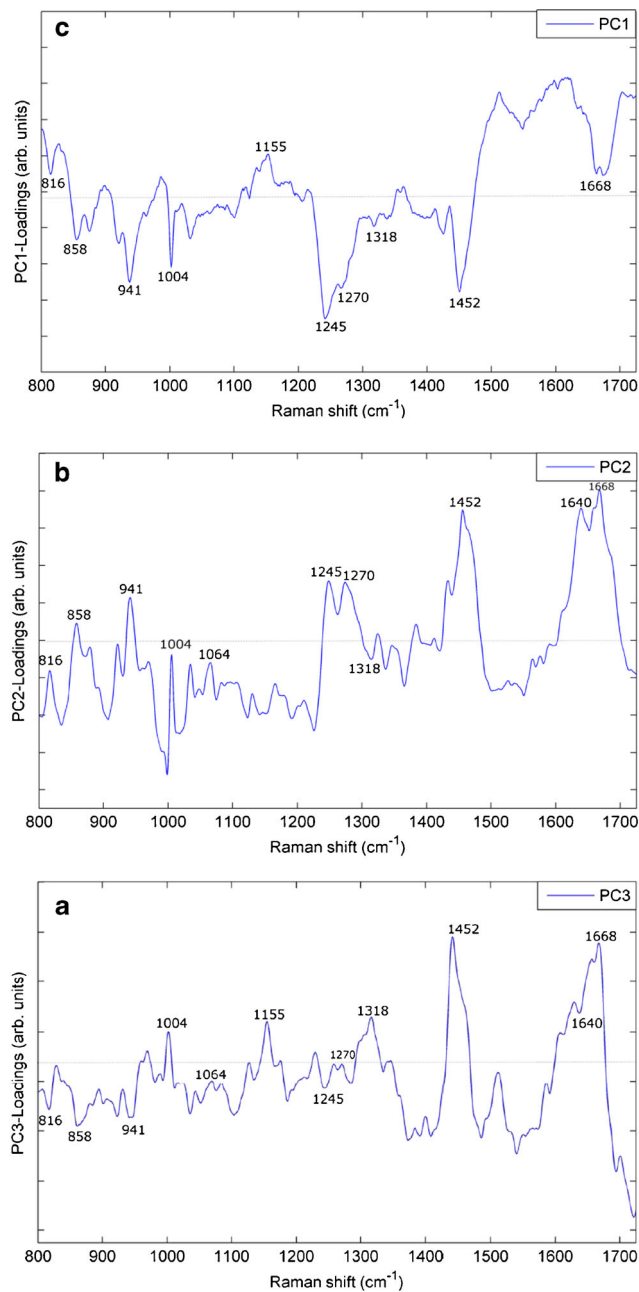 c
PC1
PC1-Loadings (arb. units)
816
858
941
1004
1155
1245
1270
1318
1452
1668
800 900 1000 1100 1200 1300 1400 1500 1600 1700
Raman shift (cm⁻¹)
b
PC2
PC2-Loadings (arb. units)
816
858
941
1004
1064
1245
1270
1318
1452
1640
1668
800 900 1000 1100 1200 1300 1400 1500 1600 1700
Raman shift (cm⁻¹)
a
PC3
PC3-Loadings (arb. units)
816
858
941
1004
1064
1155
1245
1270
1318
1452
1640
1668
800 900 1000 1100 1200 1300 1400 1500 1600 1700
Raman shift (cm⁻¹)